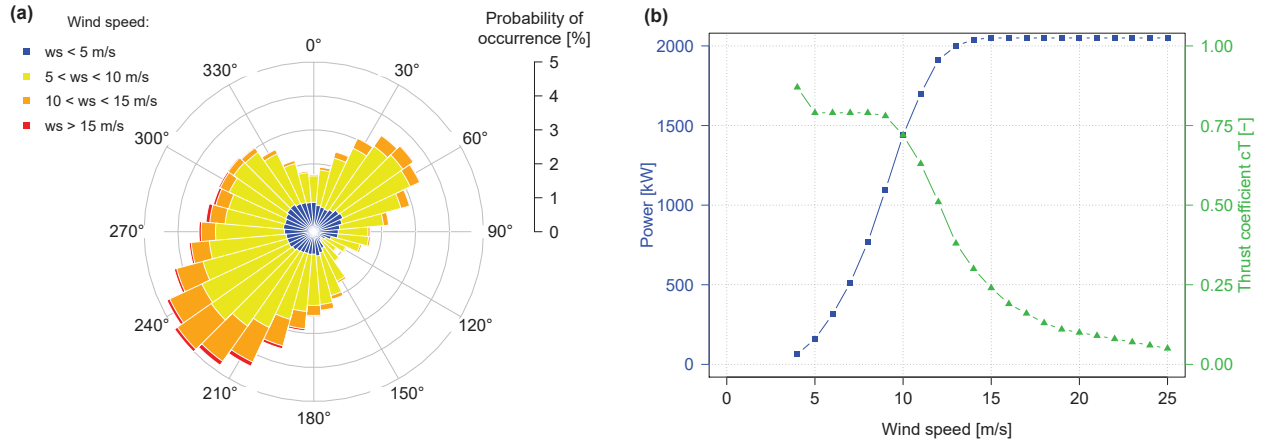 (a)
Wind speed:
ws < 5 m/s
5 < ws < 10 m/s
10 < ws < 15 m/s
ws > 15 m/s
Probability of
occurrence [%]
5
4
3
2
1
0
0°
30°
60°
90°
120°
150°
180°
210°
240°
270°
300°
330°
(b)
Power [kW]
2000
1500
1000
500
0
0 5 10 15 20 25
Wind speed [m/s]
1.00
0.75
0.50
0.25
0.00
Thrust coefficient cT [−]